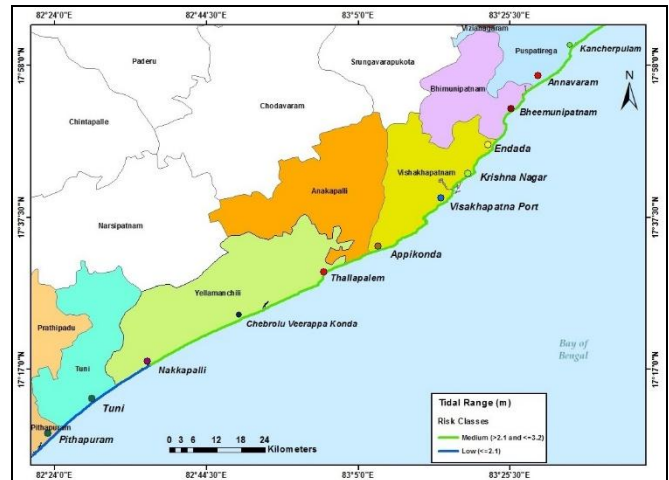 82°24'0"E
82°44'30"E
83°5'0"E
83°25'30"E
Vizianagaram
Paderu
Srungavarapukota
Puspatirega
Kancherpulam
17°58'0"N
17°58'0"N
Annavaram
N
Bhimunipatnam
Chodavaram
Bheemunipatnam
Chintapalle
Endada
Vishakhapatnam
Krishna Nagar
Anakapalli
Visakhapatna Port
17°37'30"N
17°37'30"N
Narsipatnam
Appikonda
Thallapalem
Yellamanchili
Prathipadu
Chebrolu Veerappa Konda
Bay of
Bengal
Nakkapalli
17°17'0"N
17°17'0"N
Tuni
Tuni
Tidal Range (m)
Risk Classes
Pithapuram
Medium (>2.1 and <=3.2)
Pithapuram
0 3 6 12 18 24
Kilometers
Low (<=2.1)
82°24'0"E
82°44'30"E
83°5'0"E
83°25'30"E